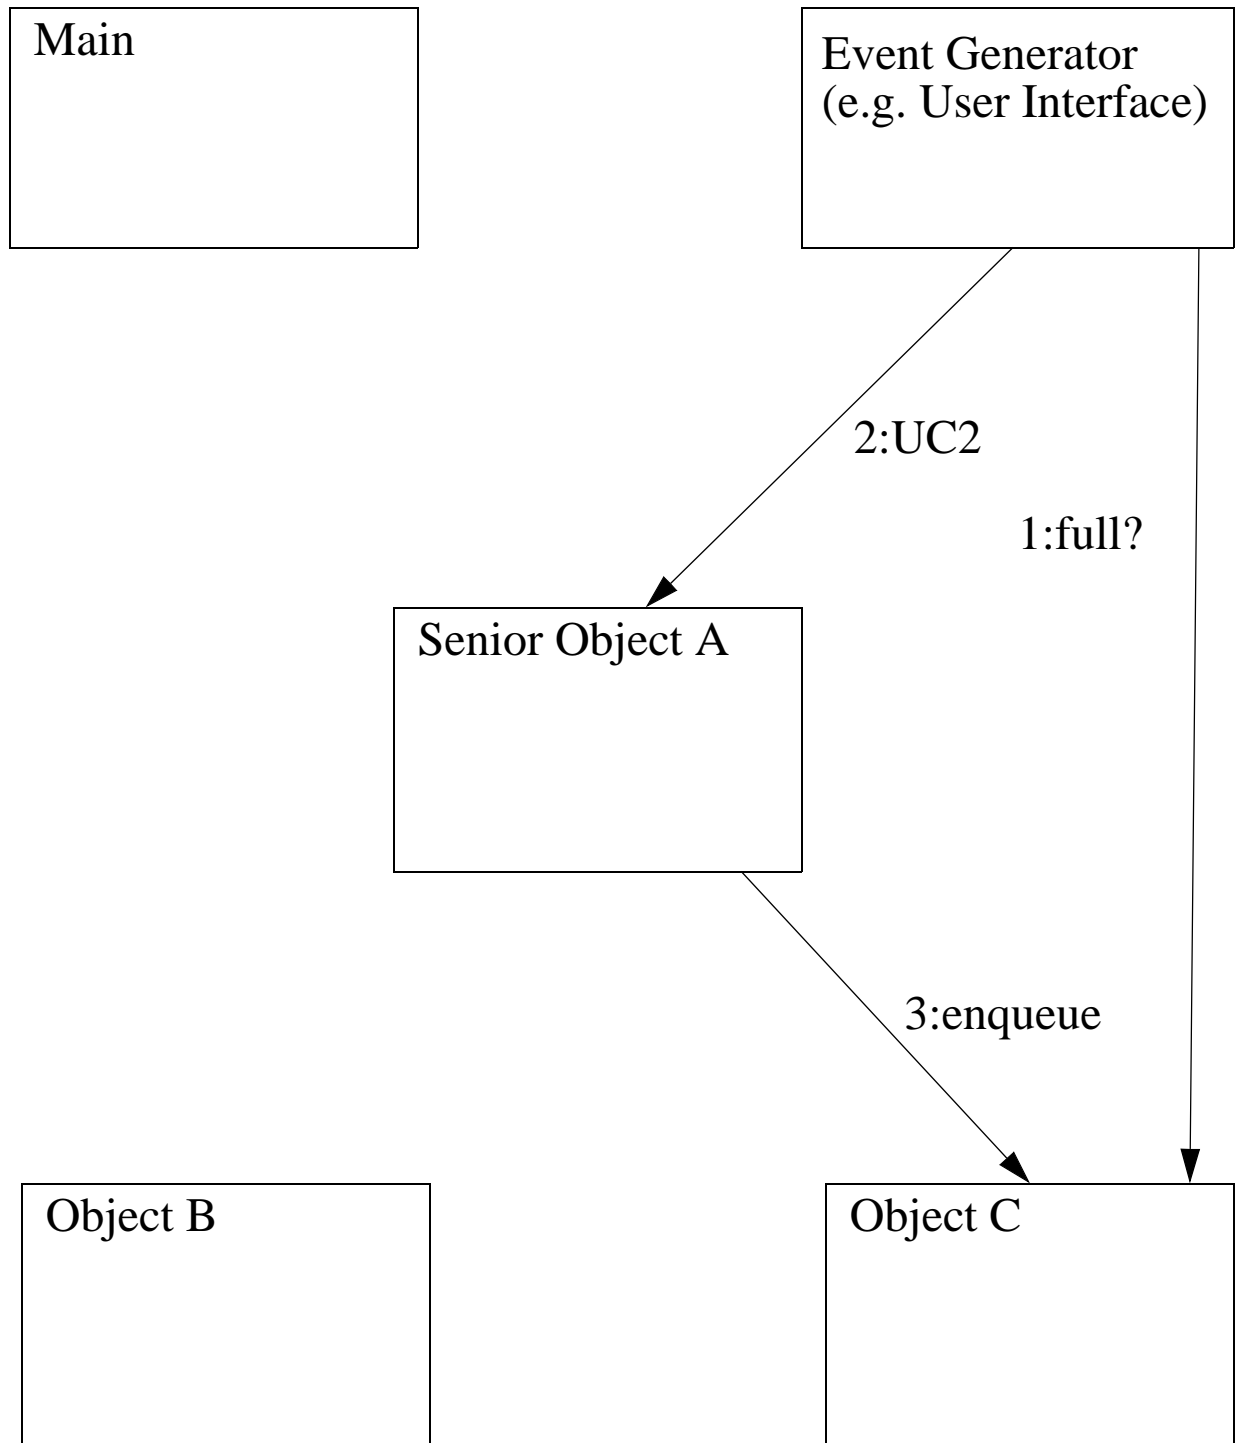 Main
Event Generator
(e.g. User Interface)
2:UC2
1:full?
Senior Object A
3:enqueue
Object B
Object C